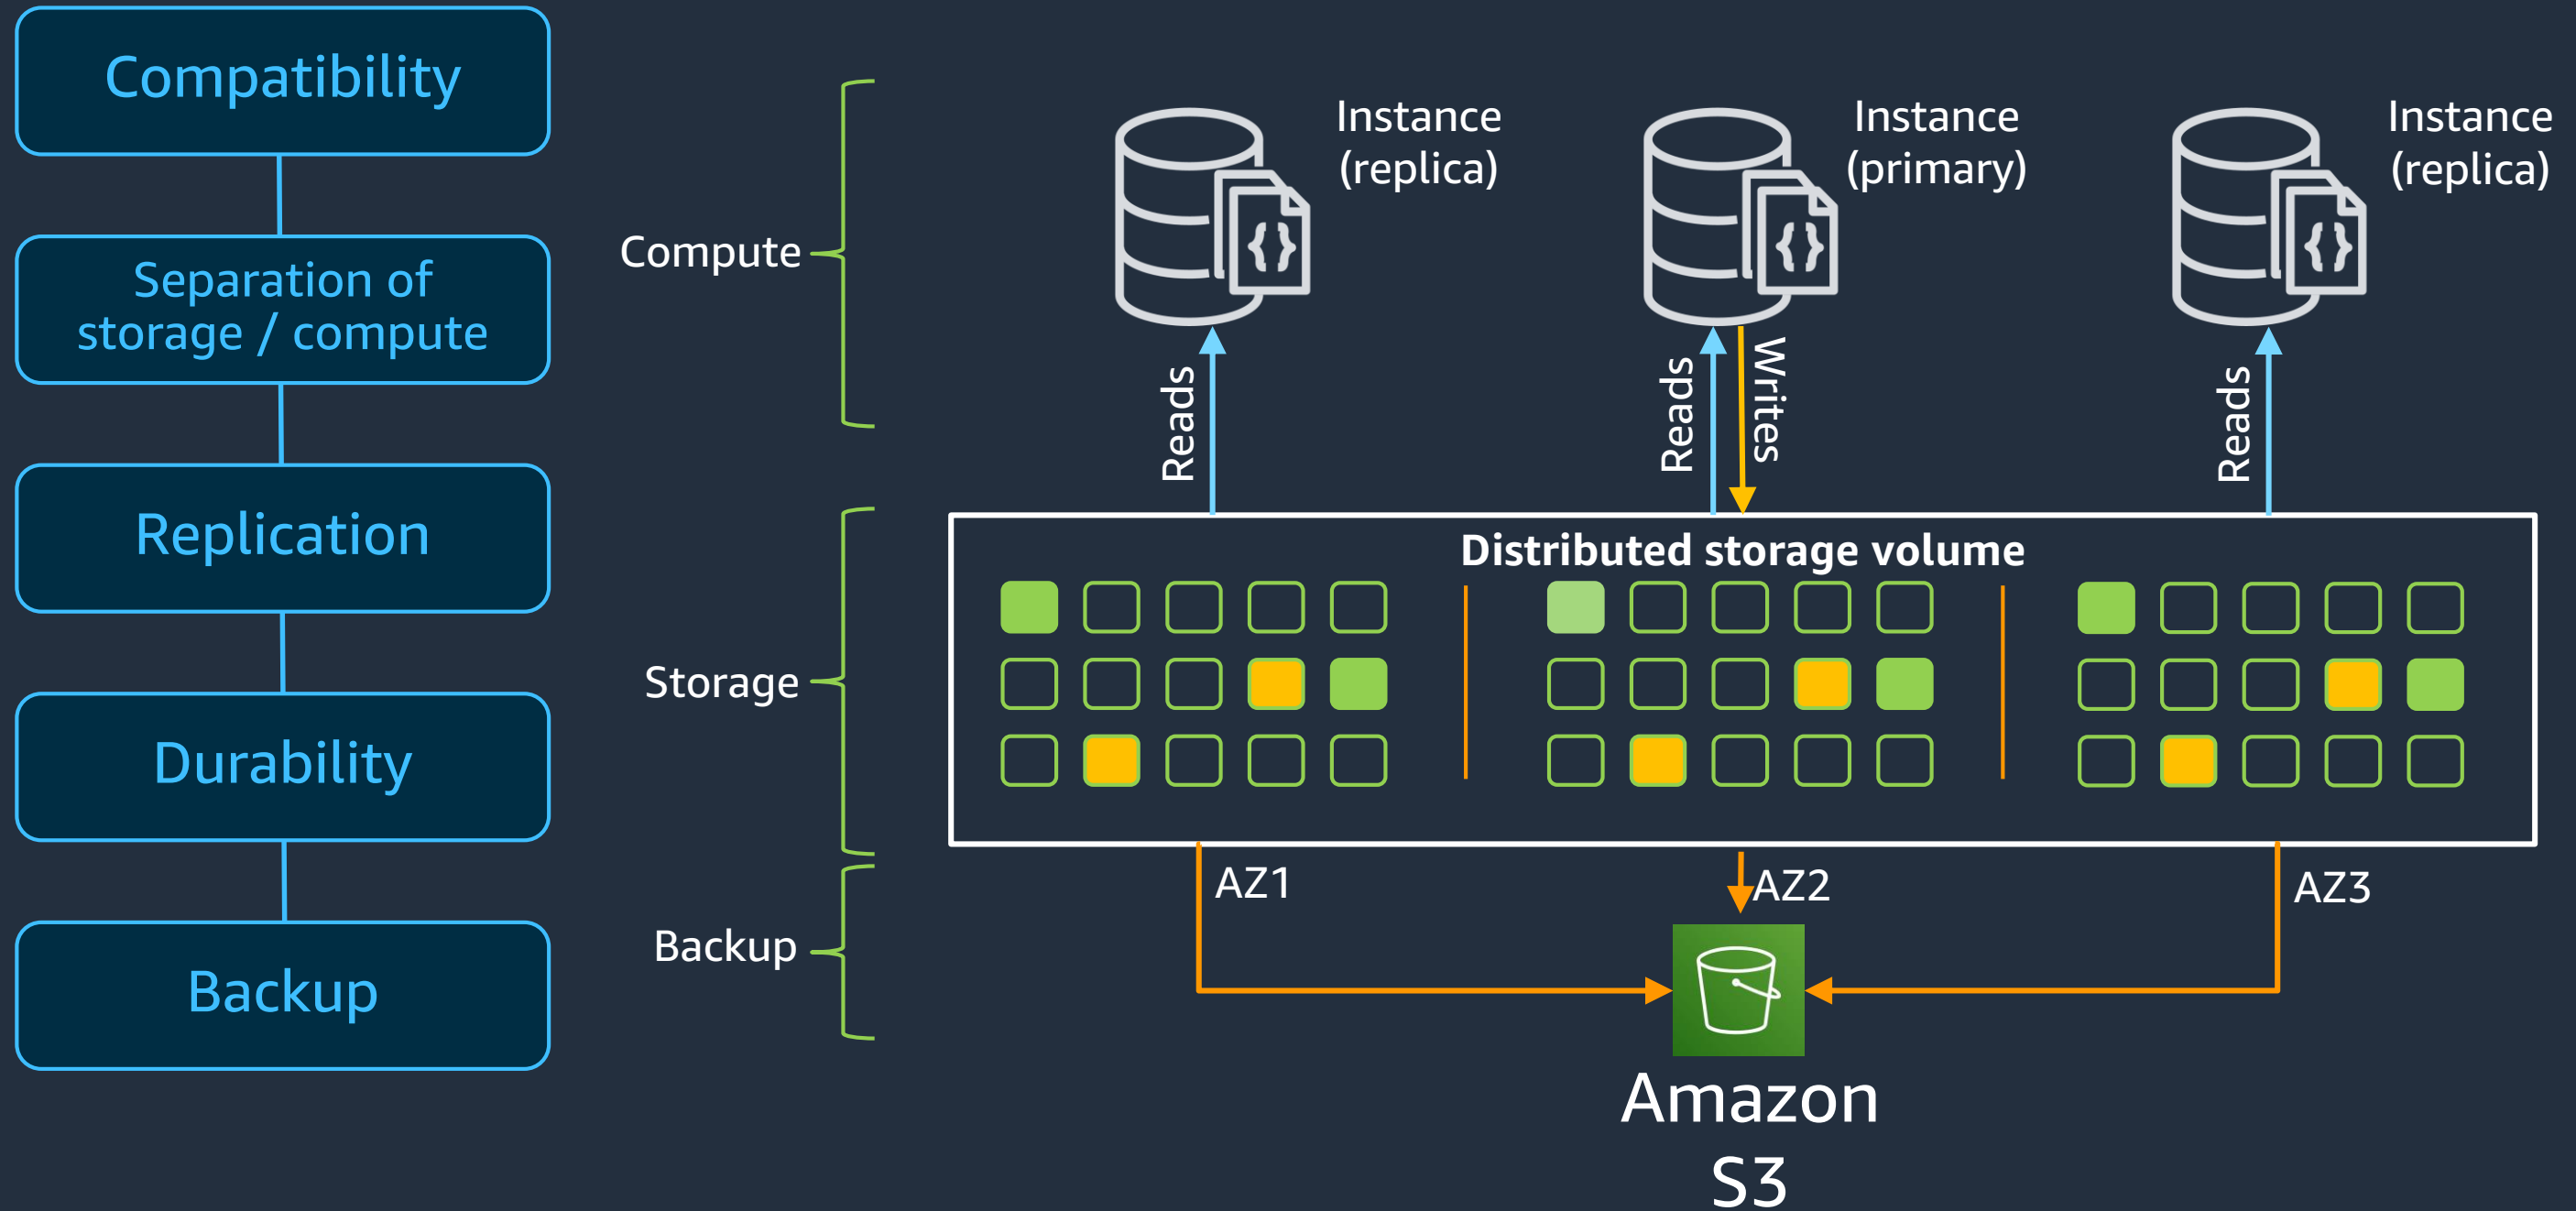 Compatibility
Separation of
storage / compute
Replication
Durability
Backup
Compute
Storage
Backup
Instance
(replica)
Instance
(primary)
Instance
(replica)
Reads
Reads
Writes
Reads
Distributed storage volume
AZ1
AZ2
AZ3
Amazon
S3